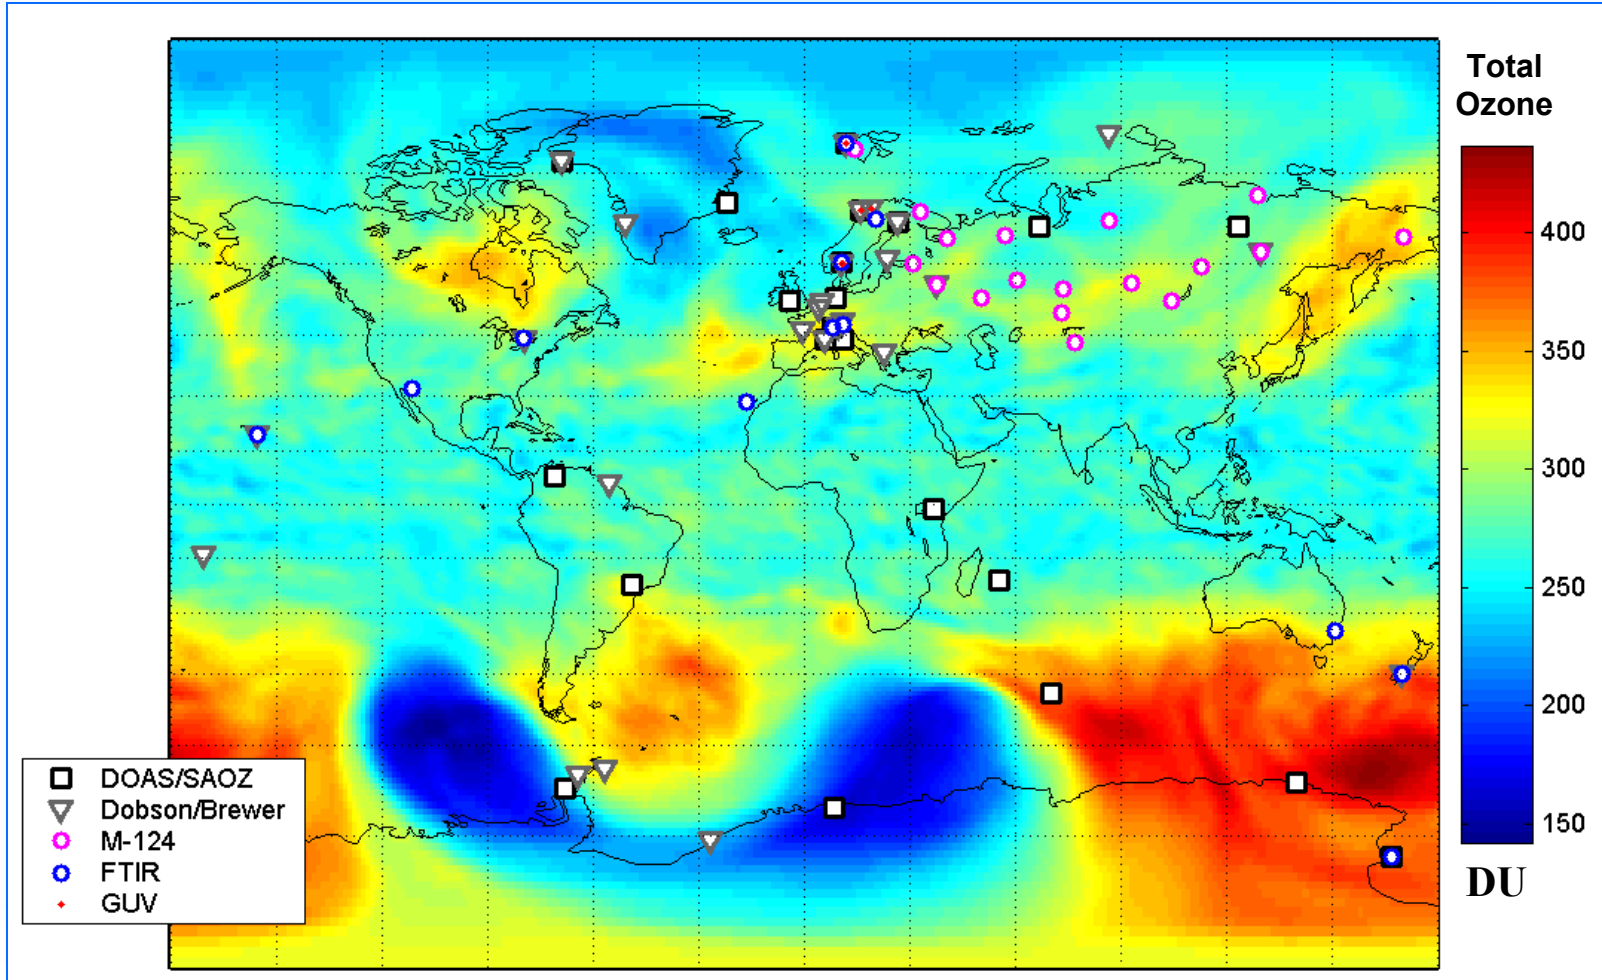 Total
Ozone
400
350
300
250
200
150
DU
DOAS/SAOZ
Dobson/Brewer
M-124
FTIR
GUV